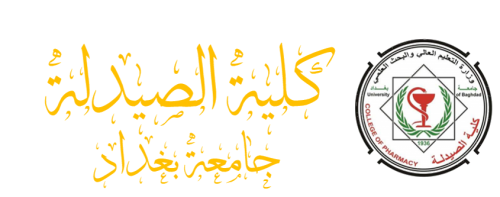 كلية الصيدلة
جامعة بغداد
وزارة التعليم العالي والبحث العلمي
جامعة بغداد
University of Baghdad
1936
COLLEGE OF PHARMACY
كلية الصيدلة